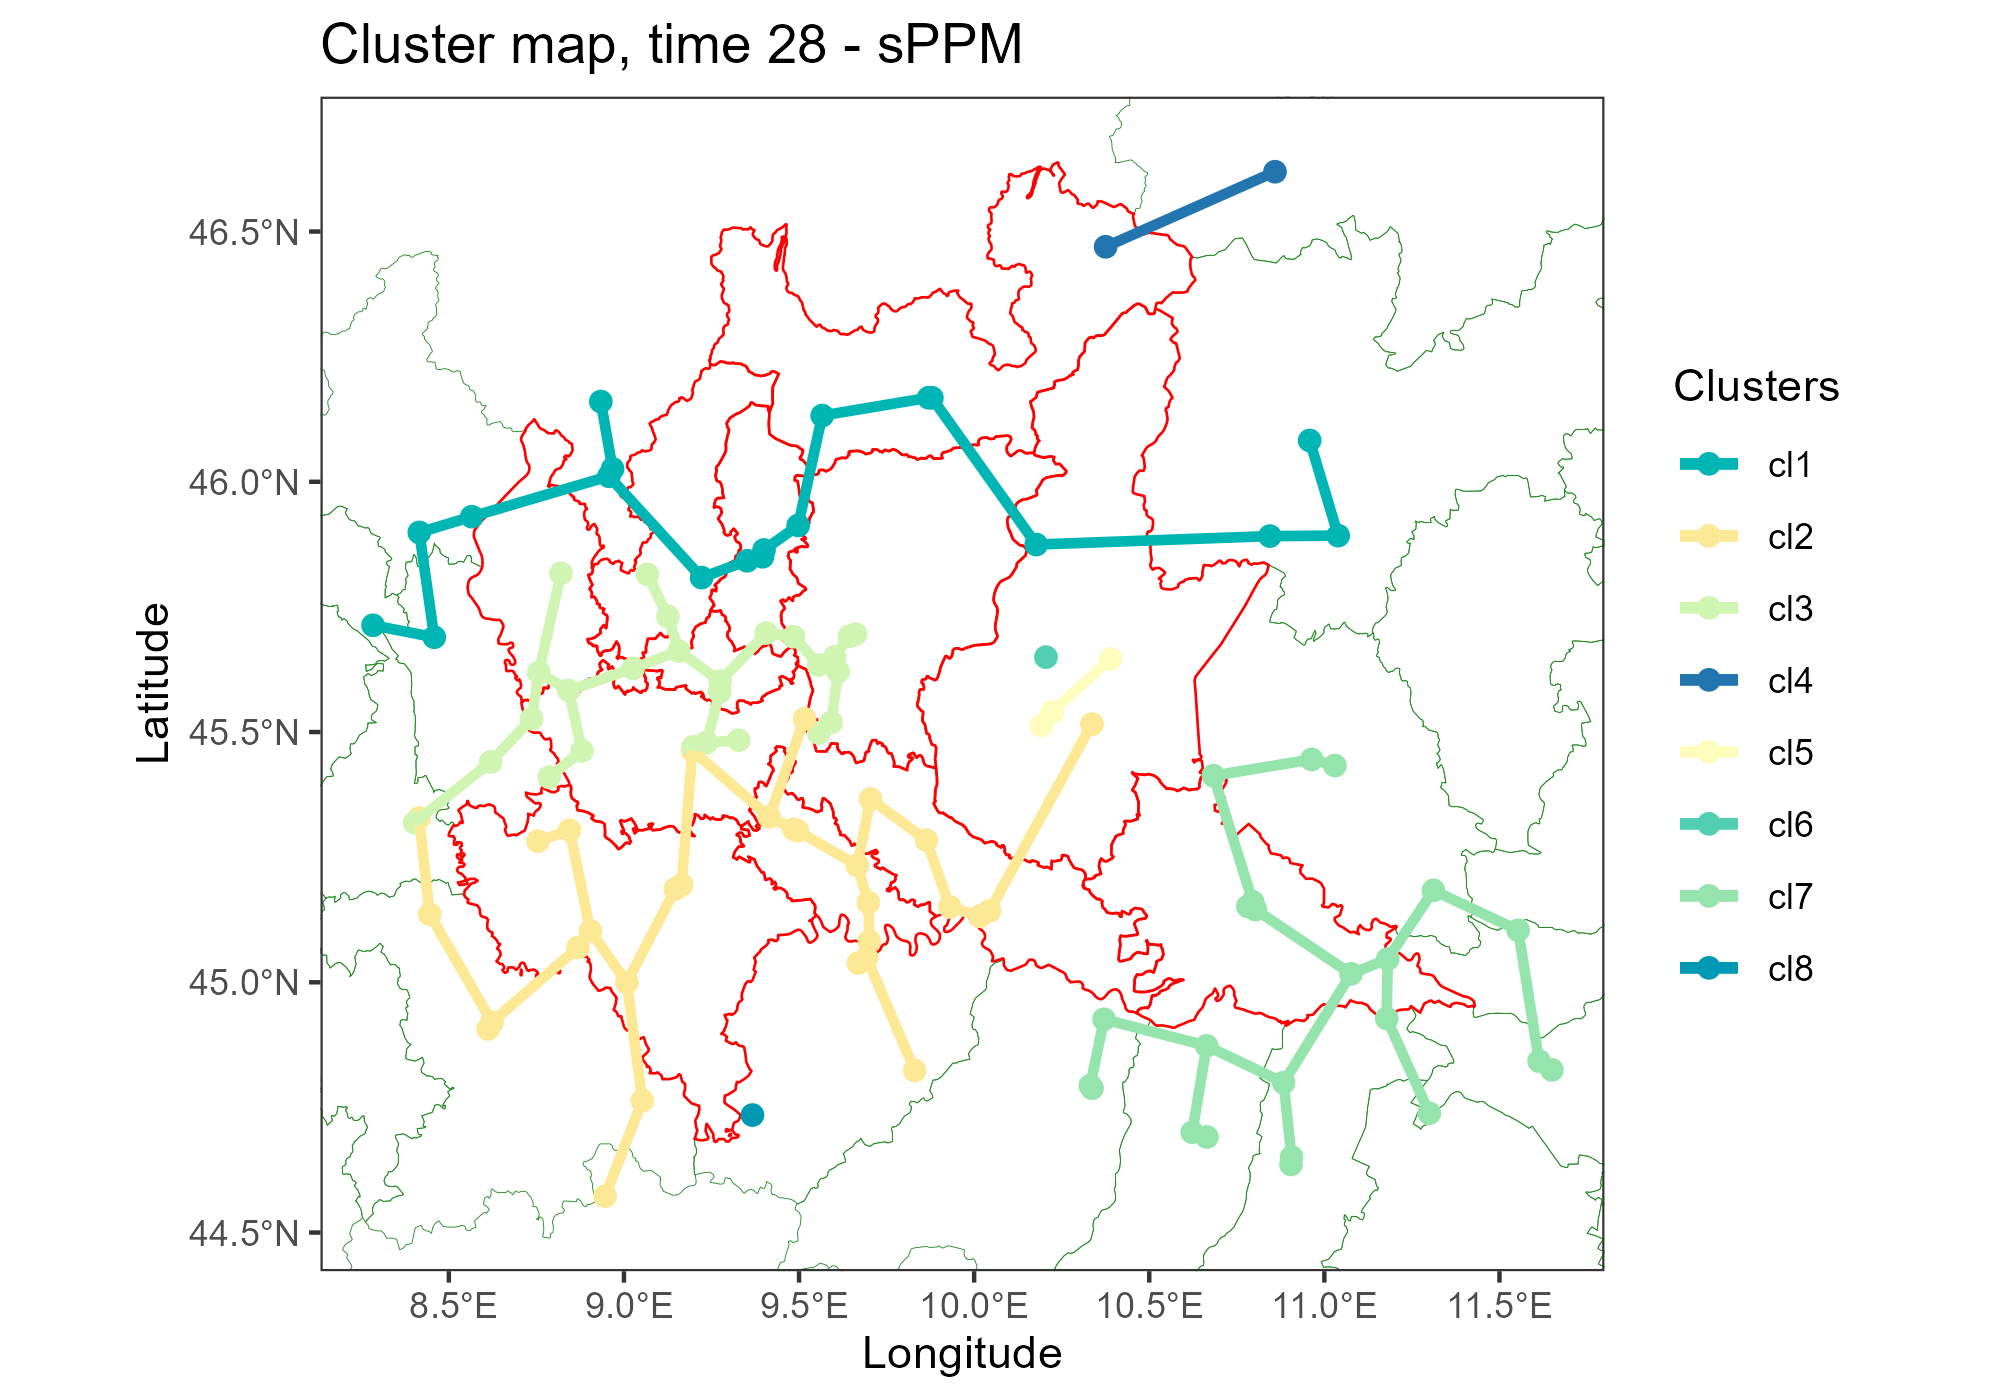 Cluster map, time 28 - sPPM
46.5°N
46.0°N
45.5°N
45.0°N
44.5°N
Latitude
8.5°E
9.0°E
9.5°E
10.0°E
10.5°E
11.0°E
11.5°E
Longitude
Clusters
cl1
cl2
cl3
cl4
cl5
cl6
cl7
cl8